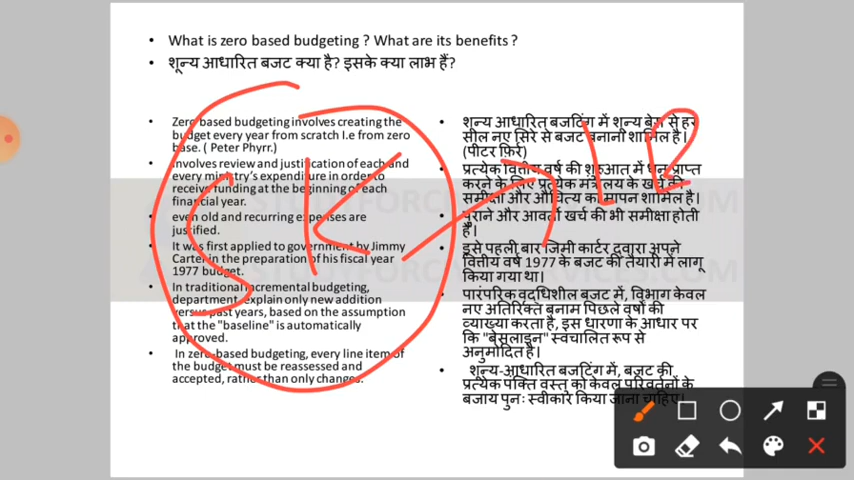 What is zero based budgeting ? What are its benefits ?
शून्य आधारित बजट क्या है? इसके क्या लाभ हैं?
Zero based budgeting involves creating the
budget every year from scratch I.e from zero
base. ( Peter Phyrr.)
involves review and justification of each and
every ministry's expenditure in order to
receive funding at the beginning of each
financial year.
even old and recurring expenses are
justified.
It was first applied to government by Jimmy
Carter in the preparation of his fiscal year
1977 budget.
In traditional incremental budgeting,
department explain only new addition
versus past years, based on the assumption
that the "baseline" is automatically
approved.
In zero-based budgeting, every line item of
the budget must be reassessed and
accepted, rather than only changes.
शून्य आधारित बजटिंग में शून्य बेस से हर
साल नए सिरे से बजट बनाना शामिल है।
(पीटर फ़िरे)
प्रत्येक वित्तीय वर्ष की शुरुआत में धन प्राप्त
करने के लिए प्रत्येक मंत्रालय के खर्च की
समीक्षा और औचित्य का मापन शामिल है।
पुराने और आवर्ती खर्च की भी समीक्षा होती
है।
इसे पहली बार जिमी कार्टर द्वारा अपने
वित्तीय वर्ष 1977 के बजट की तैयारी में लागू
किया गया था।
पारंपरिक वृद्धिशील बजट में, विभाग केवल
नए अतिरिक्त बनाम पिछले वर्षों की
व्याख्या करता है, इस धारणा के आधार पर
कि "बेसलाइन" स्वचालित रूप से
अनुमोदित है।
शून्य-आधारित बजटिंग में, बजट की
प्रत्येक पंक्ति वस्तु को केवल परिवर्तनों के
बजाय पुनः स्वीकार किया जाना चाहिए।